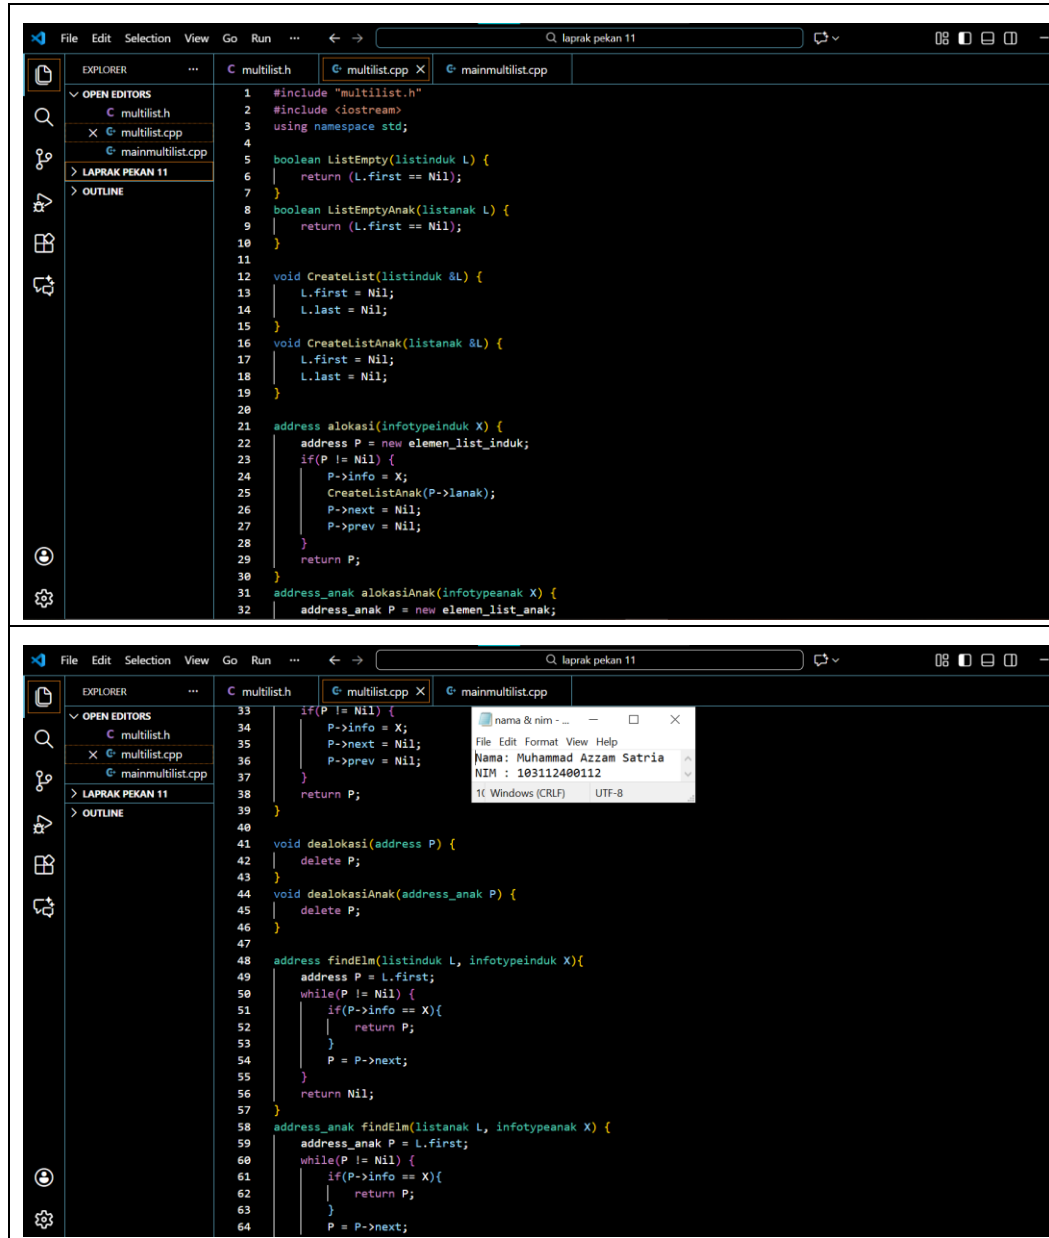 File Edit Selection View Go Run ··· ← → laprak pekan 11
EXPLORER ···
OPEN EDITORS
C multilist.h
X multilist.cpp
mainmultilist.cpp
LAPRAK PEKAN 11
OUTLINE
C multilist.h multilist.cpp X mainmultilist.cpp
1 #include "multilist.h"
2 #include <iostream>
3 using namespace std;
4
5 boolean ListEmpty(listinduk L) {
6 return (L.first == Nil);
7 }
8 boolean ListEmptyAnak(listanak L) {
9 return (L.first == Nil);
10 }
11
12 void CreateList(listinduk &L) {
13 L.first = Nil;
14 L.last = Nil;
15 }
16 void CreateListAnak(listanak &L) {
17 L.first = Nil;
18 L.last = Nil;
19 }
20
21 address alokasi(infotypeinduk X) {
22 address P = new elemen_list_induk;
23 if(P != Nil) {
24 P->info = X;
25 CreateListAnak(P->lanak);
26 P->next = Nil;
27 P->prev = Nil;
28 }
29 return P;
30 }
31 address_anak alokasiAnak(infotypeanak X) {
32 address_anak P = new elemen_list_anak;
File Edit Selection View Go Run ··· ← → laprak pekan 11
EXPLORER ···
OPEN EDITORS
C multilist.h
X multilist.cpp
mainmultilist.cpp
LAPRAK PEKAN 11
OUTLINE
C multilist.h multilist.cpp X mainmultilist.cpp
33 if(P != Nil) {
34 P->info = X;
35 P->next = Nil;
36 P->prev = Nil;
37 }
38 return P;
39 }
40
41 void dealokasi(address P) {
42 delete P;
43 }
44 void dealokasiAnak(address_anak P) {
45 delete P;
46 }
47
48 address findElm(listinduk L, infotypeinduk X){
49 address P = L.first;
50 while(P != Nil) {
51 if(P->info == X){
52 return P;
53 }
54 P = P->next;
55 }
56 return Nil;
57 }
58 address_anak findElm(listanak L, infotypeanak X) {
59 address_anak P = L.first;
60 while(P != Nil) {
61 if(P->info == X){
62 return P;
63 }
64 P = P->next;
nama & nim - ...
File Edit Format View Help
Nama: Muhammad Azzam Satria
NIM : 103112400112
Windows (CRLF) UTF-8